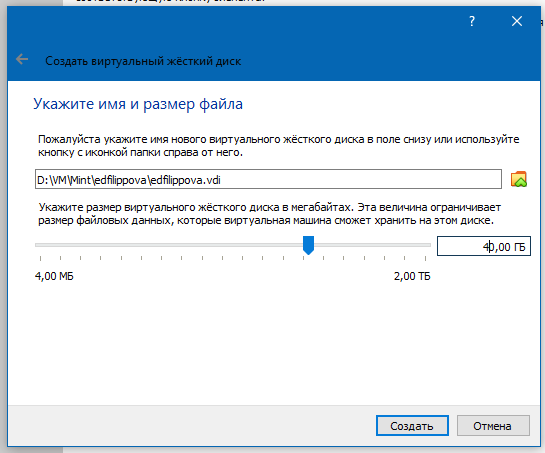 ?
Создать виртуальный жёсткий диск
Укажите имя и размер файла
Пожалуйста укажите имя нового виртуального жёсткого диска в поле снизу или используйте
кнопку с иконкой папки справа от него.
D:\VM\Mint\edfilippova\edfilippova.vdi
Укажите размер виртуального жёсткого диска в мегабайтах. Эта величина ограничивает
размер файловых данных, которые виртуальная машина сможет хранить на этом диске.
40,00 ГБ
4,00 МБ
2,00 ТБ
Создать
Отмена